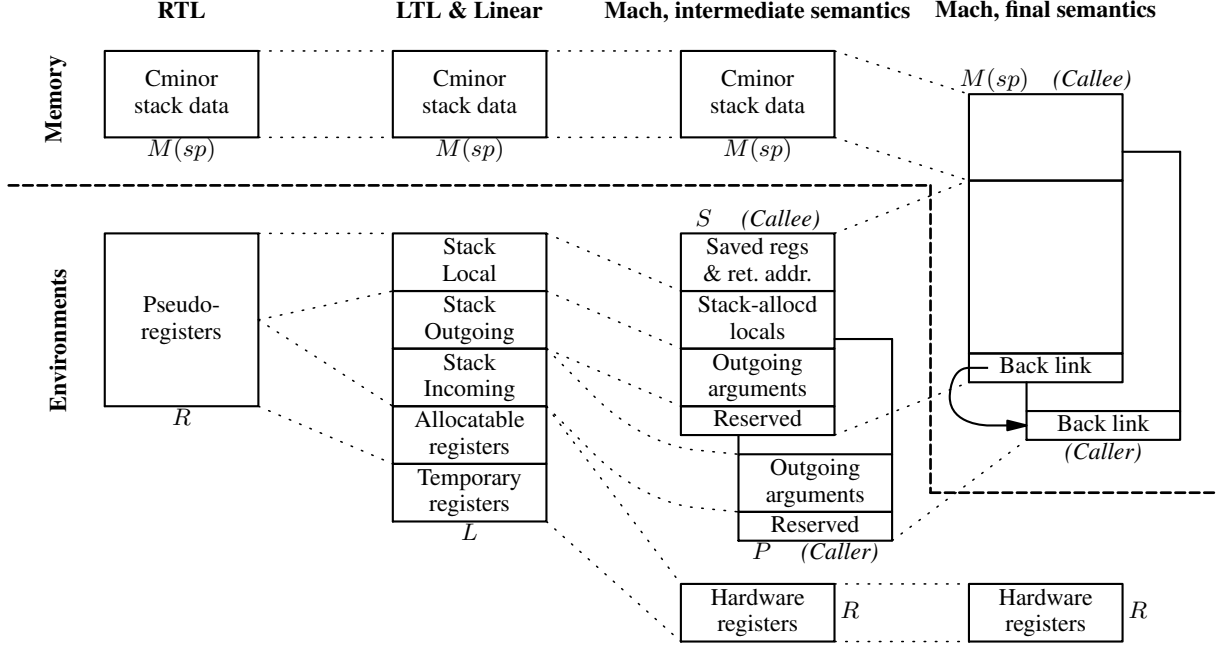 RTL
LTL & Linear
Mach, intermediate semantics
Mach, final semantics
Memory
Cminor
stack data
M(sp)
Cminor
stack data
M(sp)
Cminor
stack data
M(sp)
M(sp) (Callee)
Environments
Pseudo-
registers
R
Stack
Local
Stack
Outgoing
Stack
Incoming
Allocatable
registers
Temporary
registers
L
S (Callee)
Saved regs
& ret. addr.
Stack-allocd
locals
Outgoing
arguments
Reserved
Outgoing
arguments
Reserved
P (Caller)
Hardware
registers
R
Back link
Back link
(Caller)
Hardware
registers
R